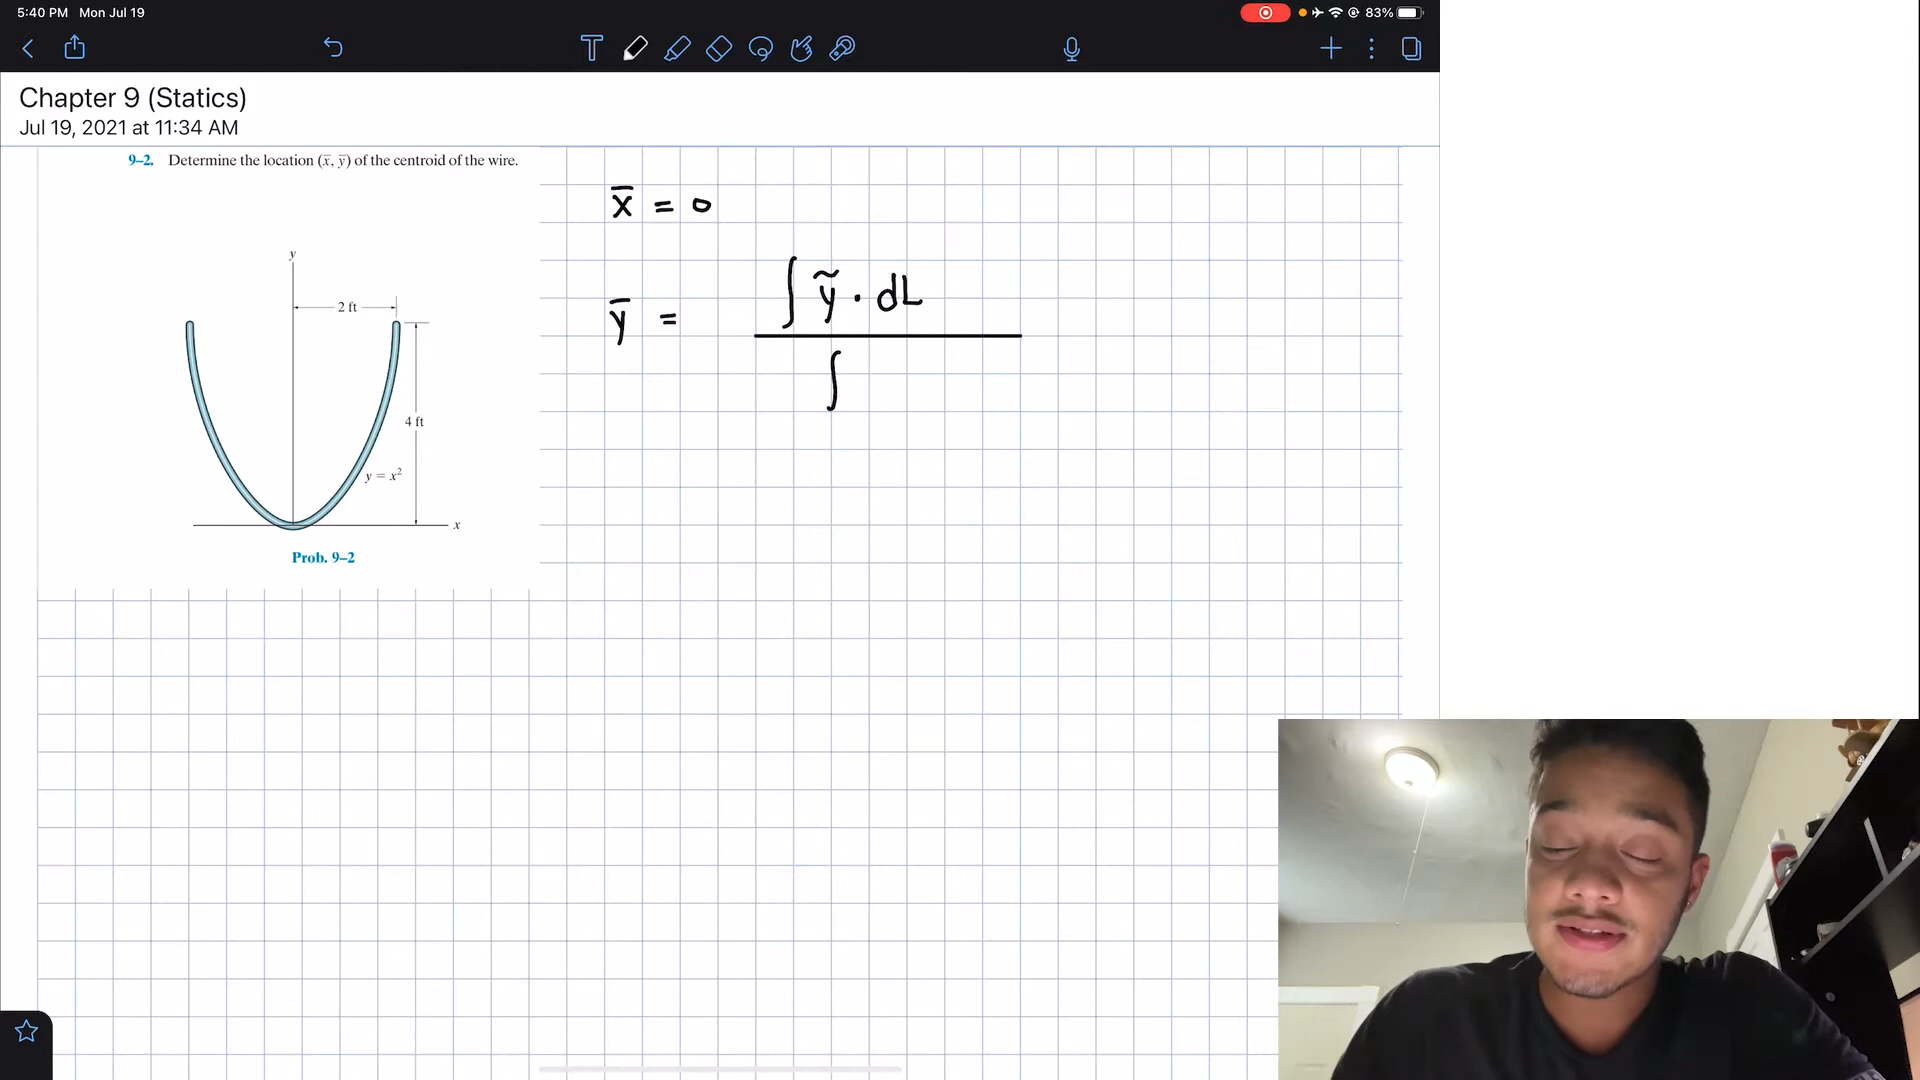 5:40 PM Mon Jul 19
83%
Chapter 9 (Statics)
Jul 19, 2021 at 11:34 AM
9–2. Determine the location (x̅, y̅) of the centroid of the wire.
y
2 ft
4 ft
y = x²
x
Prob. 9–2
x̅ = 0
y̅ = ∫ ỹ · dL
∫